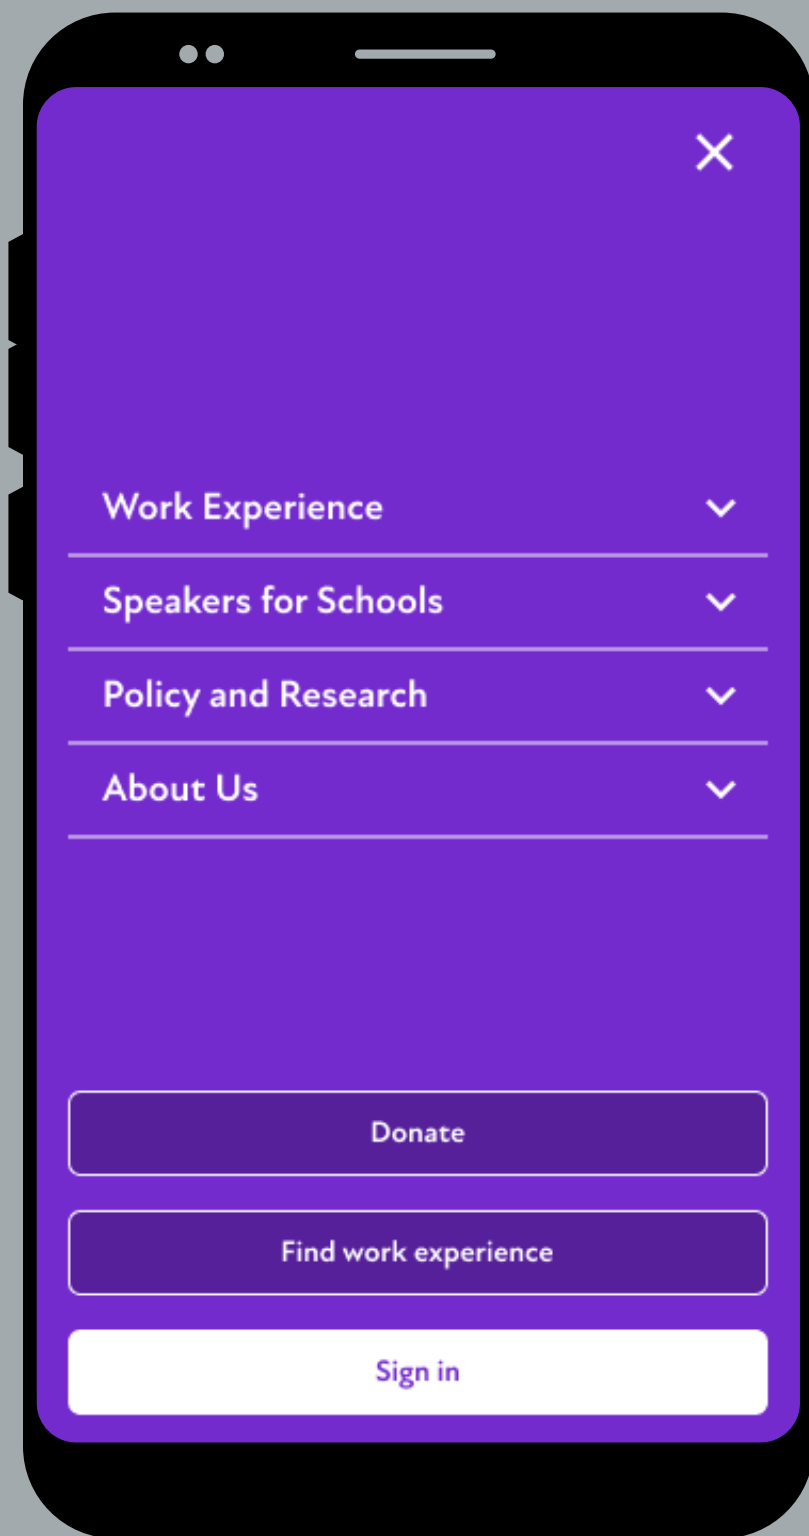 Work Experience
Speakers for Schools
Policy and Research
About Us
Donate
Find work experience
Sign in